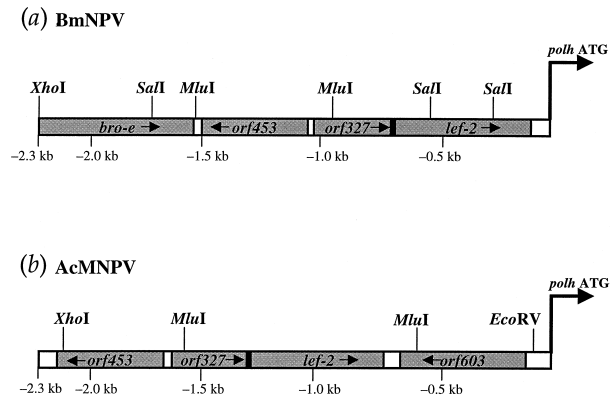 (a) BmNPV
polh ATG
XhoI SalI MluI MluI SalI SalI
bro-e orf453 orf327 lef-2
−2.3 kb −2.0 kb −1.5 kb −1.0 kb −0.5 kb
(b) AcMNPV
polh ATG
XhoI MluI MluI EcoRV
orf453 orf327 lef-2 orf603
−2.3 kb −2.0 kb −1.5 kb −1.0 kb −0.5 kb